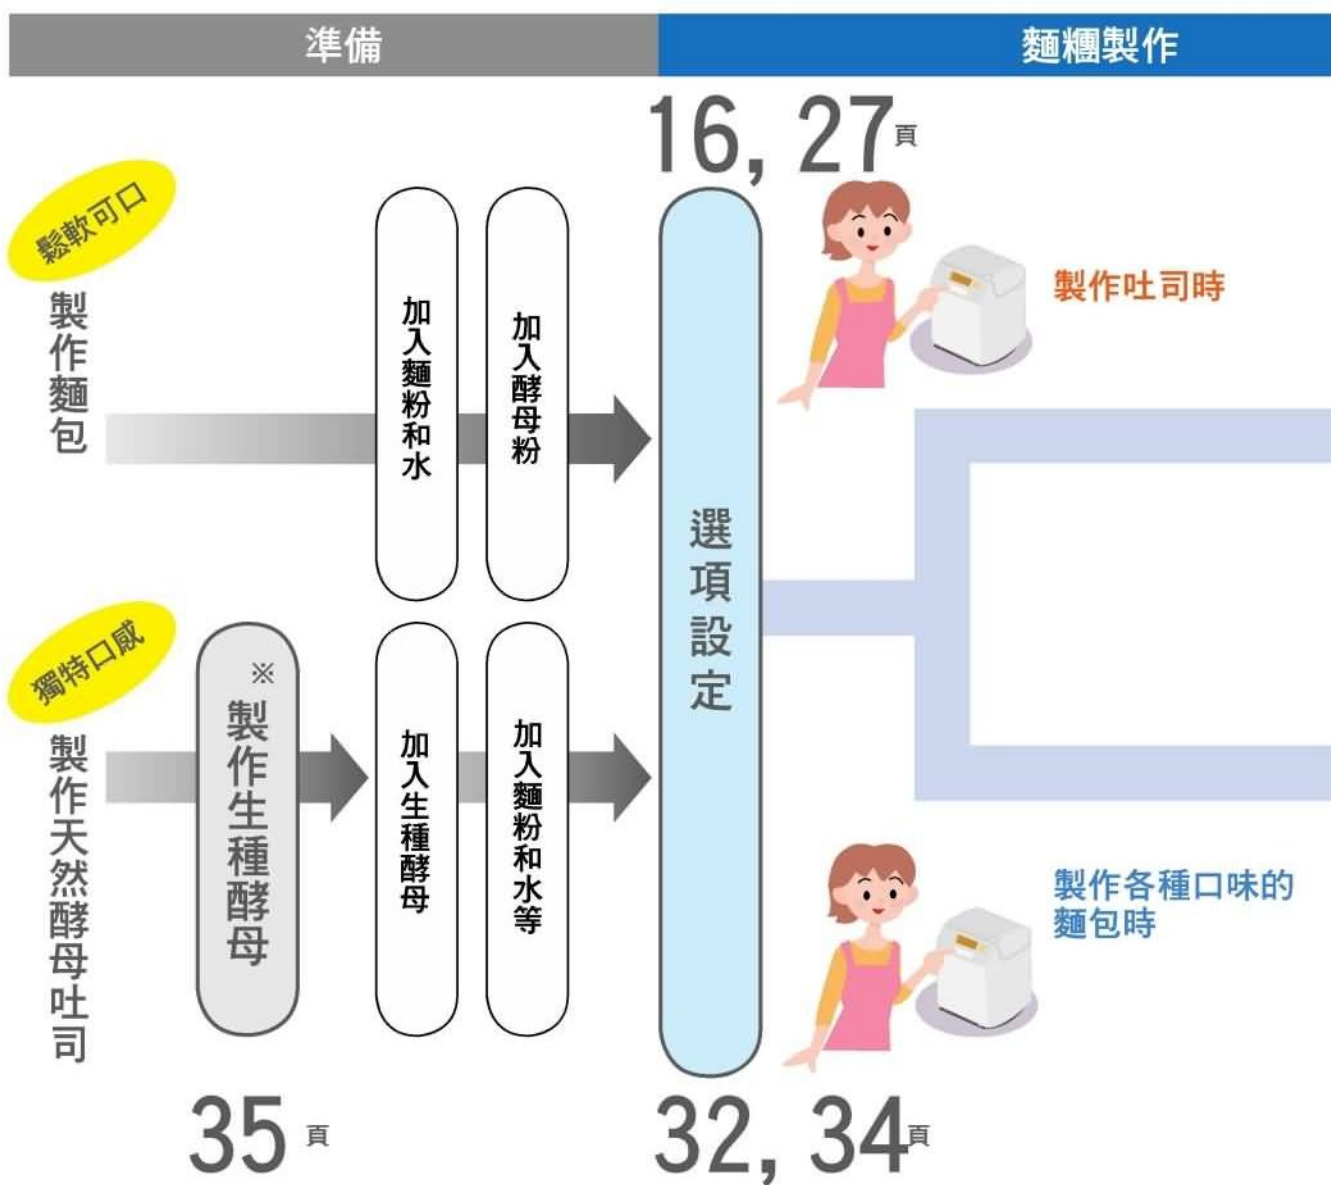 準備
麵糰製作
16, 27頁
鬆軟可口
製作麵包
加入麵粉和水
加入酵母粉
選項設定
製作吐司時
獨特口感
製作天然酵母吐司
※製作生種酵母
加入生種酵母
加入麵粉和水等
製作各種口味的
麵包時
35頁
32, 34頁